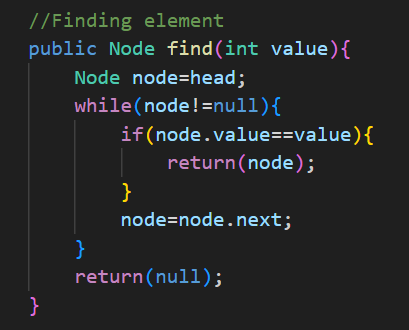 //Finding element
public Node find(int value){
    Node node=head;
    while(node!=null){
        if(node.value==value){
            return(node);
        }
        node=node.next;
    }
    return(null);
}